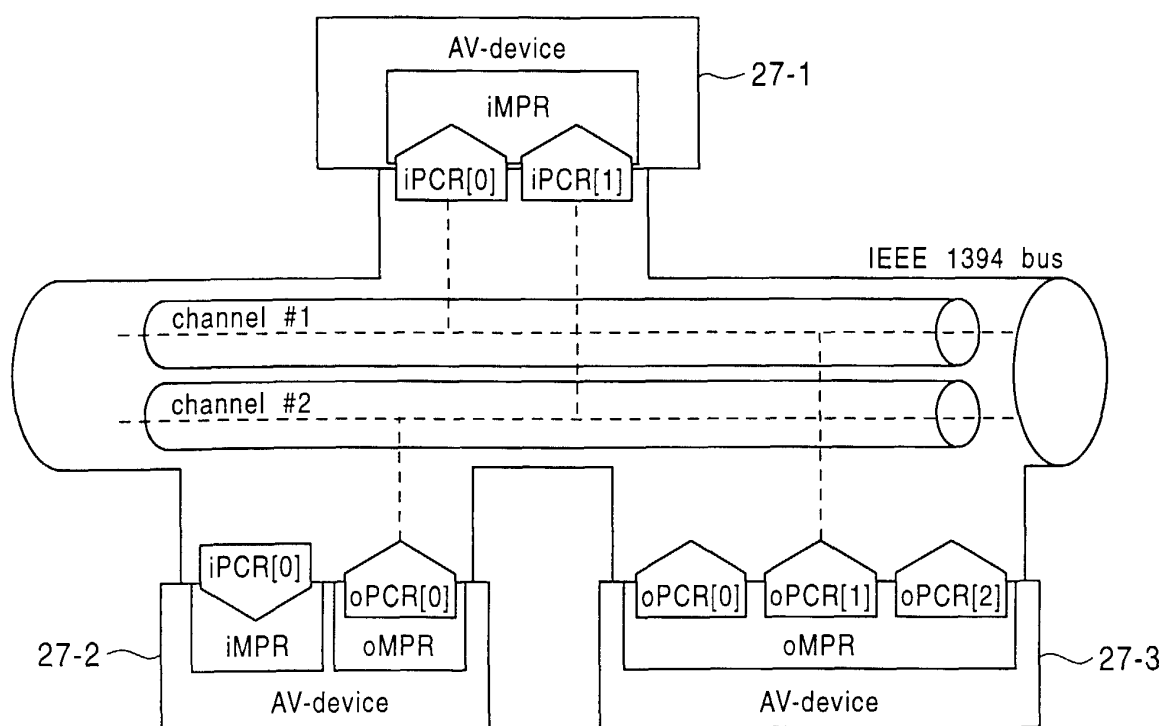 AV-device
27-1
iMPR
iPCR[0] iPCR[1]
IEEE 1394 bus
channel #1
channel #2
iPCR[0]
oPCR[0]
oPCR[0] oPCR[1] oPCR[2]
27-2
iMPR
oMPR
oMPR
27-3
AV-device
AV-device